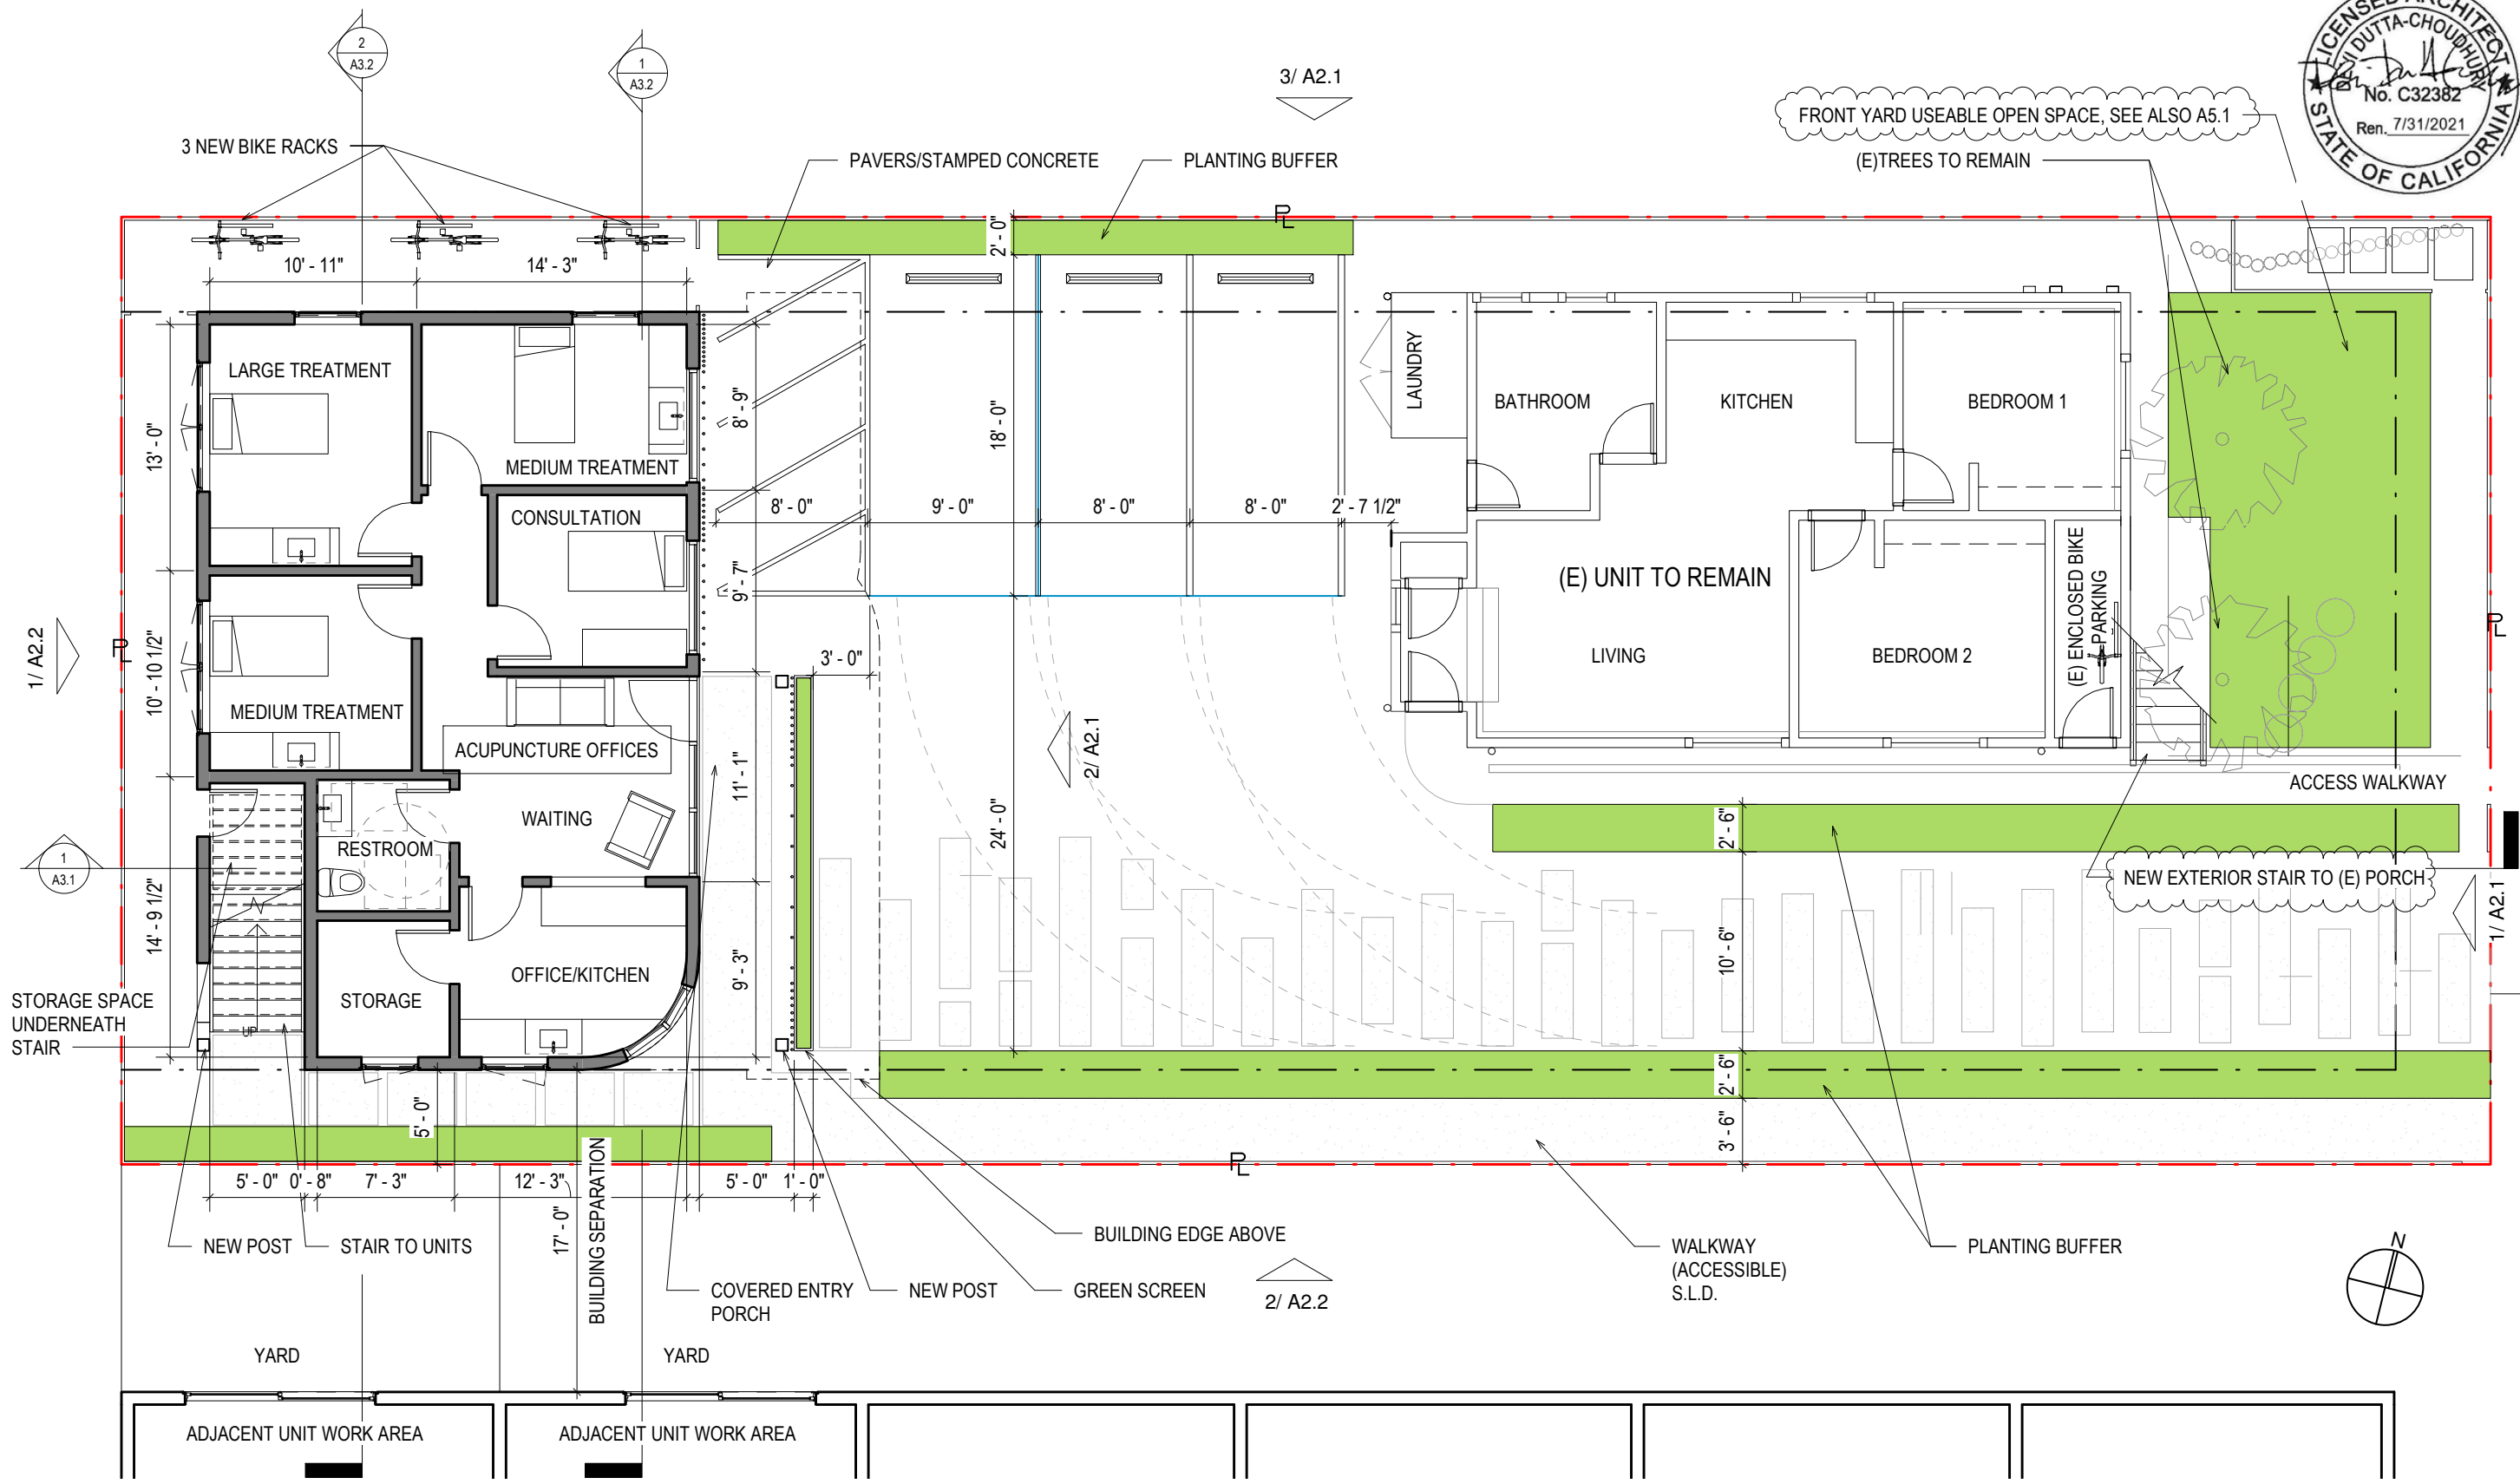 LICENSED ARCHITECT
DEVI DUTTA-CHOUDHURY
No. C32382
Ren. 7/31/2021
STATE OF CALIFORNIA
2
A3.2
1
A3.2
3/ A2.1
FRONT YARD USEABLE OPEN SPACE, SEE ALSO A5.1
3 NEW BIKE RACKS
PAVERS/STAMPED CONCRETE
PLANTING BUFFER
(E)TREES TO REMAIN
PL
2' - 0"
10' - 11"
14' - 3"
LARGE TREATMENT
MEDIUM TREATMENT
CONSULTATION
13' - 0"
8' - 9"
18' - 0"
LAUNDRY
BATHROOM
KITCHEN
BEDROOM 1
8' - 0"
9' - 0"
8' - 0"
8' - 0"
2' - 7 1/2"
9' - 7"
(E) UNIT TO REMAIN
(E) ENCLOSED BIKE
PARKING
1/ A2.2
PL
PL
10' - 10 1/2"
3' - 0"
LIVING
BEDROOM 2
MEDIUM TREATMENT
ACUPUNCTURE OFFICES
2/ A2.1
11' - 1"
ACCESS WALKWAY
WAITING
24' - 0"
2' - 6"
RESTROOM
1
A3.1
NEW EXTERIOR STAIR TO (E) PORCH
1/ A2.1
14' - 9 1/2"
10' - 6"
9' - 3"
OFFICE/KITCHEN
STORAGE
STORAGE SPACE
UNDERNEATH
STAIR
UP
2' - 6"
5' - 0"
3' - 6"
PL
5' - 0"
0' - 8"
7' - 3"
12' - 3"
5' - 0"
1' - 0"
17' - 0"
BUILDING SEPARATION
NEW POST
STAIR TO UNITS
BUILDING EDGE ABOVE
WALKWAY
(ACCESSIBLE)
S.L.D.
PLANTING BUFFER
N
COVERED ENTRY
PORCH
NEW POST
GREEN SCREEN
2/ A2.2
YARD
YARD
ADJACENT UNIT WORK AREA
ADJACENT UNIT WORK AREA